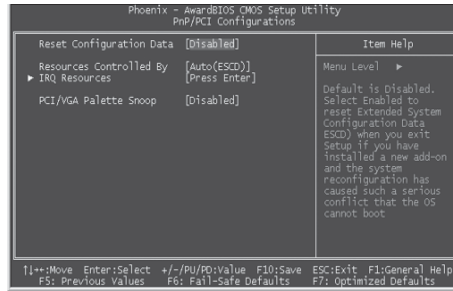 Phoenix - AwardBIOS CMOS Setup Utility
PnP/PCI Configurations
Reset Configuration Data [Disabled]
Resources Controlled By [Auto(ESCD)]
► IRQ Resources [Press Enter]
PCI/VGA Palette Snoop [Disabled]
Item Help
Menu Level ►
Default is Disabled.
Select Enabled to
reset Extended System
Configuration Data
ESCD) when you exit
Setup if you have
installed a new add-on
and the system
reconfiguration has
caused such a serious
conflict that the OS
cannot boot
↑↓→←:Move Enter:Select +/-/PU/PD:Value F10:Save ESC:Exit F1:General Help
F5: Previous Values F6: Fail-Safe Defaults F7: Optimized Defaults